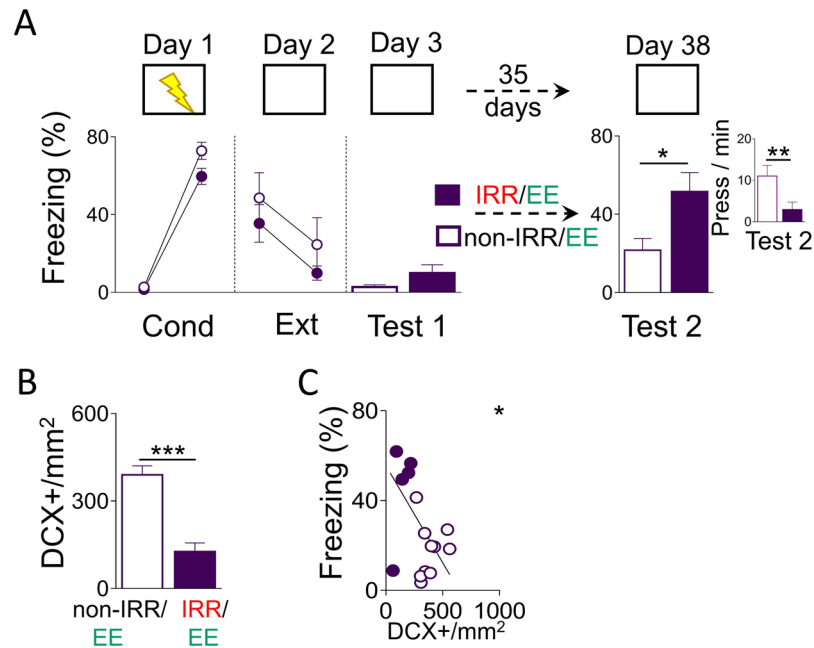 A
Day 1
Day 2
Day 3
35
days
Day 38
Freezing (%)
80
40
0
Cond
Ext
Test 1
IRR/EE
non-IRR/EE
80
40
0
*
Test 2
Press / min
20
10
0
**
Test 2
B
DCX+/mm2
600
300
0
***
non-IRR/
EE
IRR/
EE
C
Freezing (%)
80
40
0
*
0
500
1000
DCX+/mm2